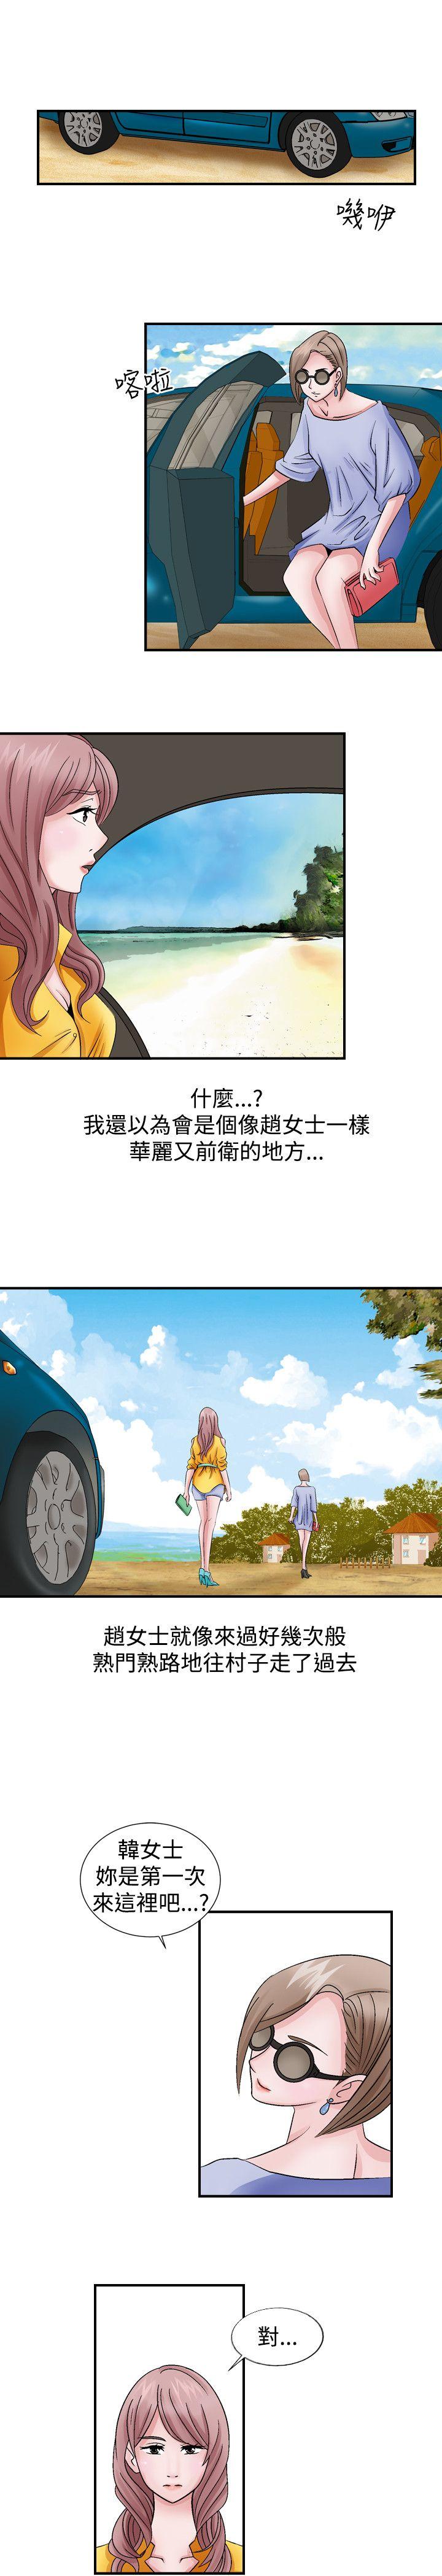 嘰咿
喀啦
什麼...?
我還以為會是個像趙女士一樣
華麗又前衛的地方...
趙女士就像來過好幾次般
熟門熟路地往村子走了過去
韓女士
妳是第一次
來這裡吧...?
對...